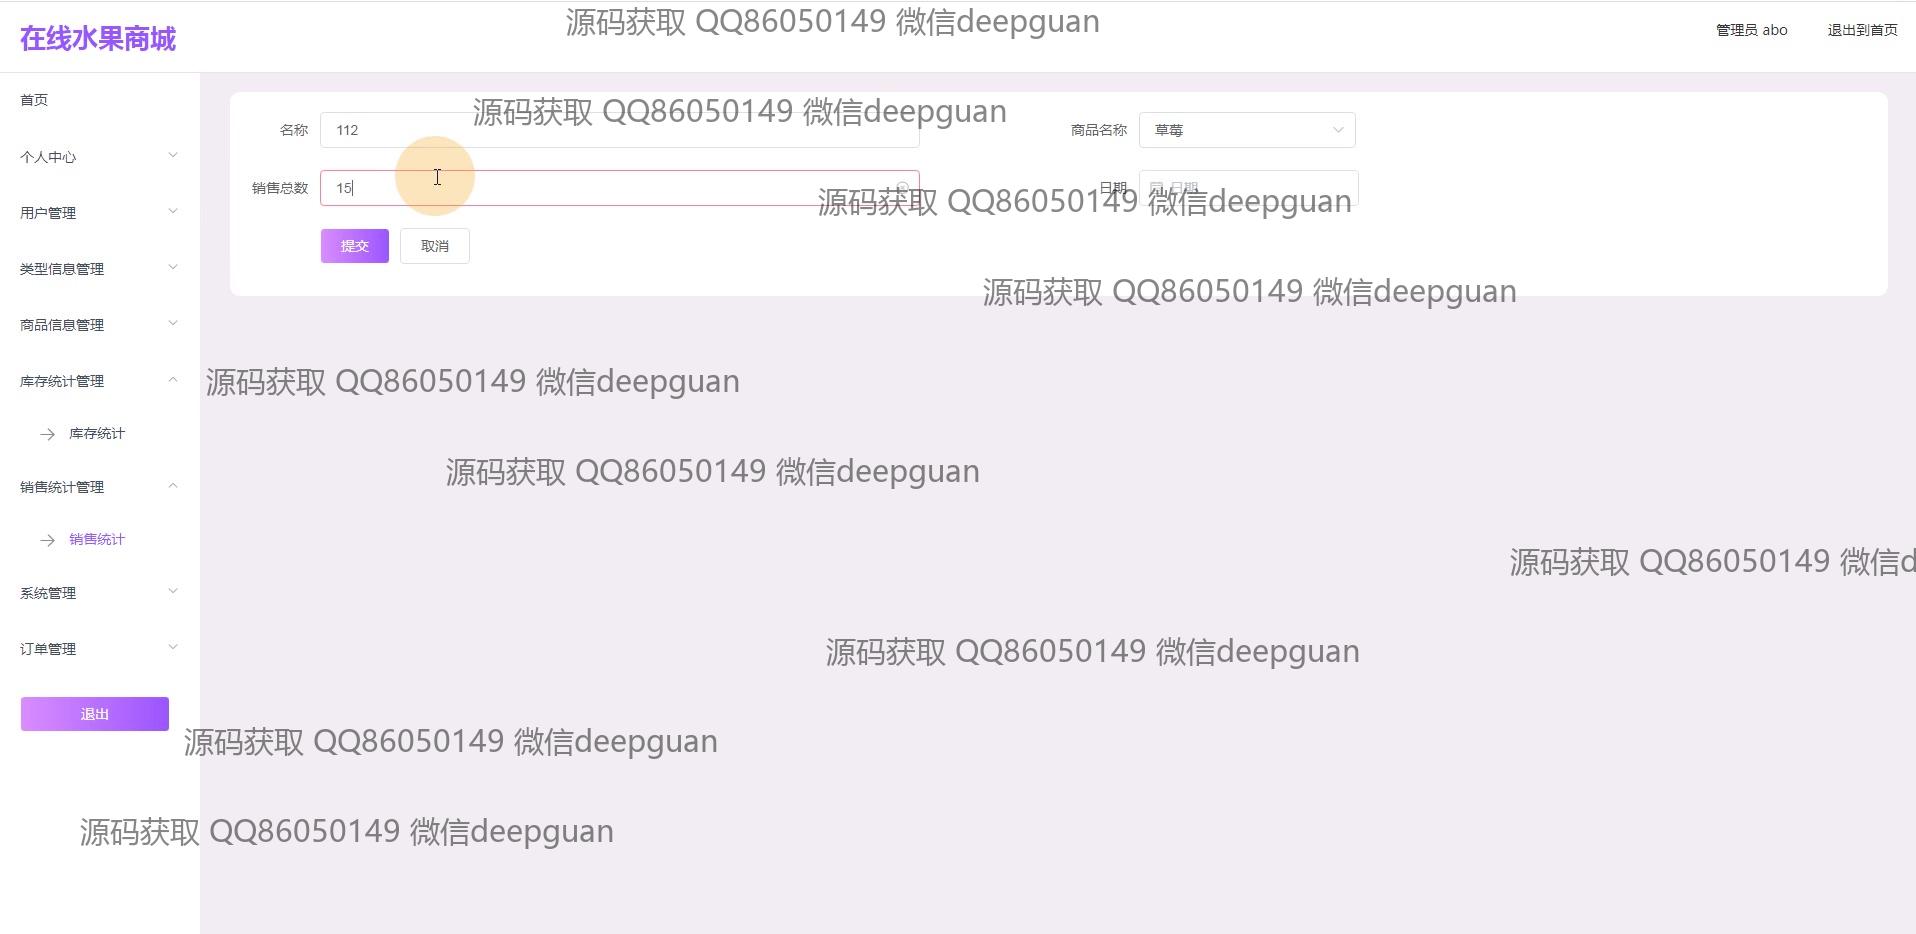 源码获取 QQ86050149 微信deepguan
在线水果商城
管理员 abo
退出到首页
首页
个人中心
用户管理
类型信息管理
商品信息管理
库存统计管理
库存统计
销售统计管理
销售统计
系统管理
订单管理
退出
源码获取 QQ86050149 微信deepguan
名称
112
商品名称
草莓
销售总数
15
日期
日期
源码获取 QQ86050149 微信deepguan
提交
取消
源码获取 QQ86050149 微信deepguan
源码获取 QQ86050149 微信deepguan
源码获取 QQ86050149 微信deepguan
源码获取 QQ86050149 微信d
源码获取 QQ86050149 微信deepguan
源码获取 QQ86050149 微信deepguan
源码获取 QQ86050149 微信deepguan